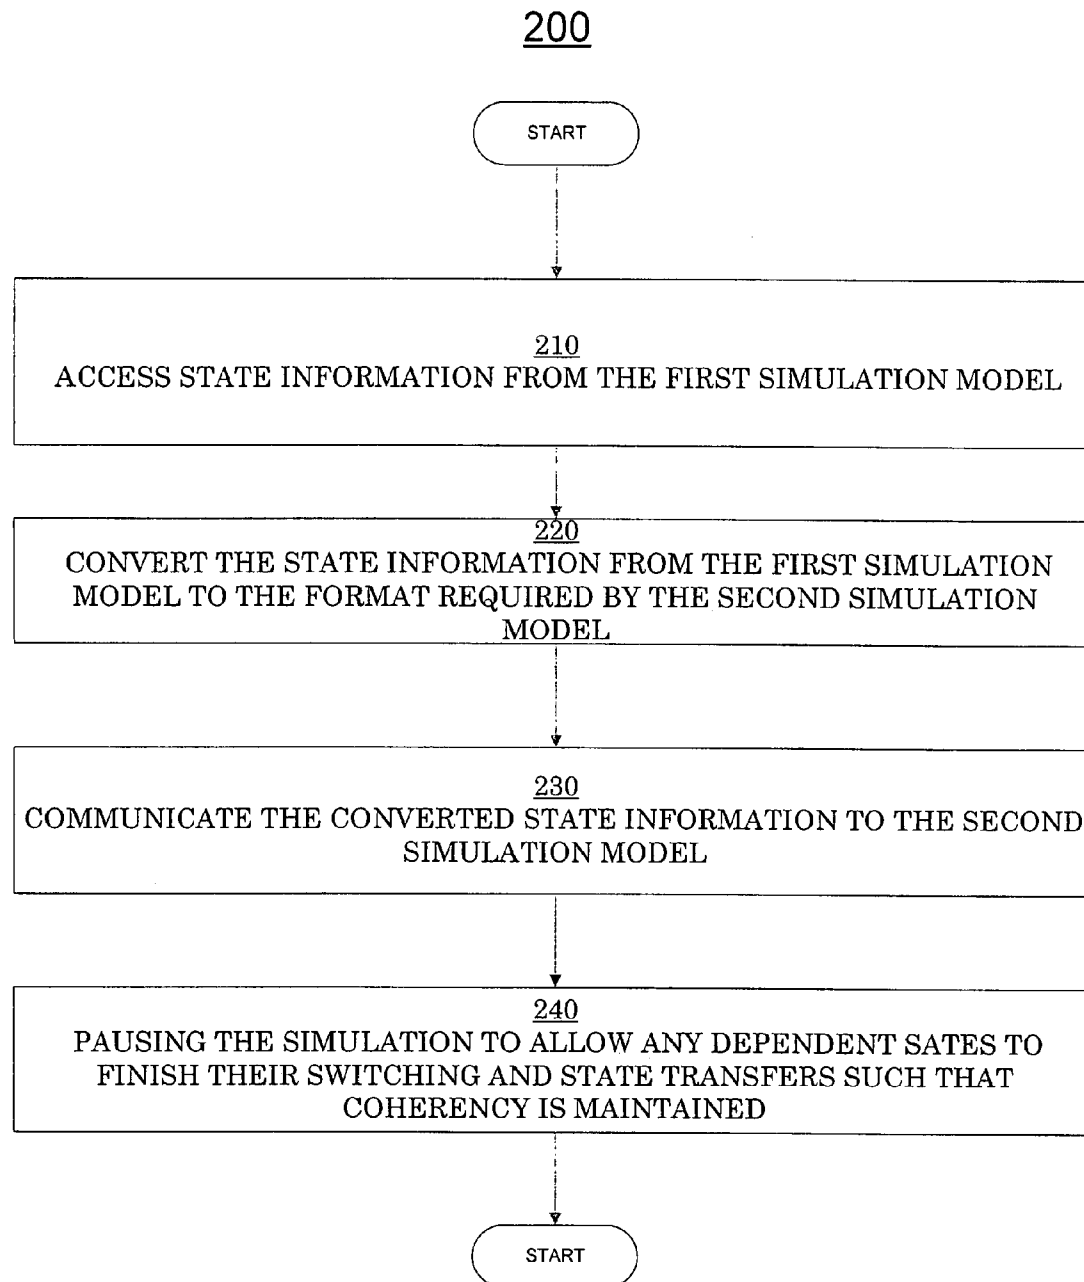 200
START
210
ACCESS STATE INFORMATION FROM THE FIRST SIMULATION MODEL
220
CONVERT THE STATE INFORMATION FROM THE FIRST SIMULATION
MODEL TO THE FORMAT REQUIRED BY THE SECOND SIMULATION
MODEL
230
COMMUNICATE THE CONVERTED STATE INFORMATION TO THE SECOND
SIMULATION MODEL
240
PAUSING THE SIMULATION TO ALLOW ANY DEPENDENT SATES TO
FINISH THEIR SWITCHING AND STATE TRANSFERS SUCH THAT
COHERENCY IS MAINTAINED
START